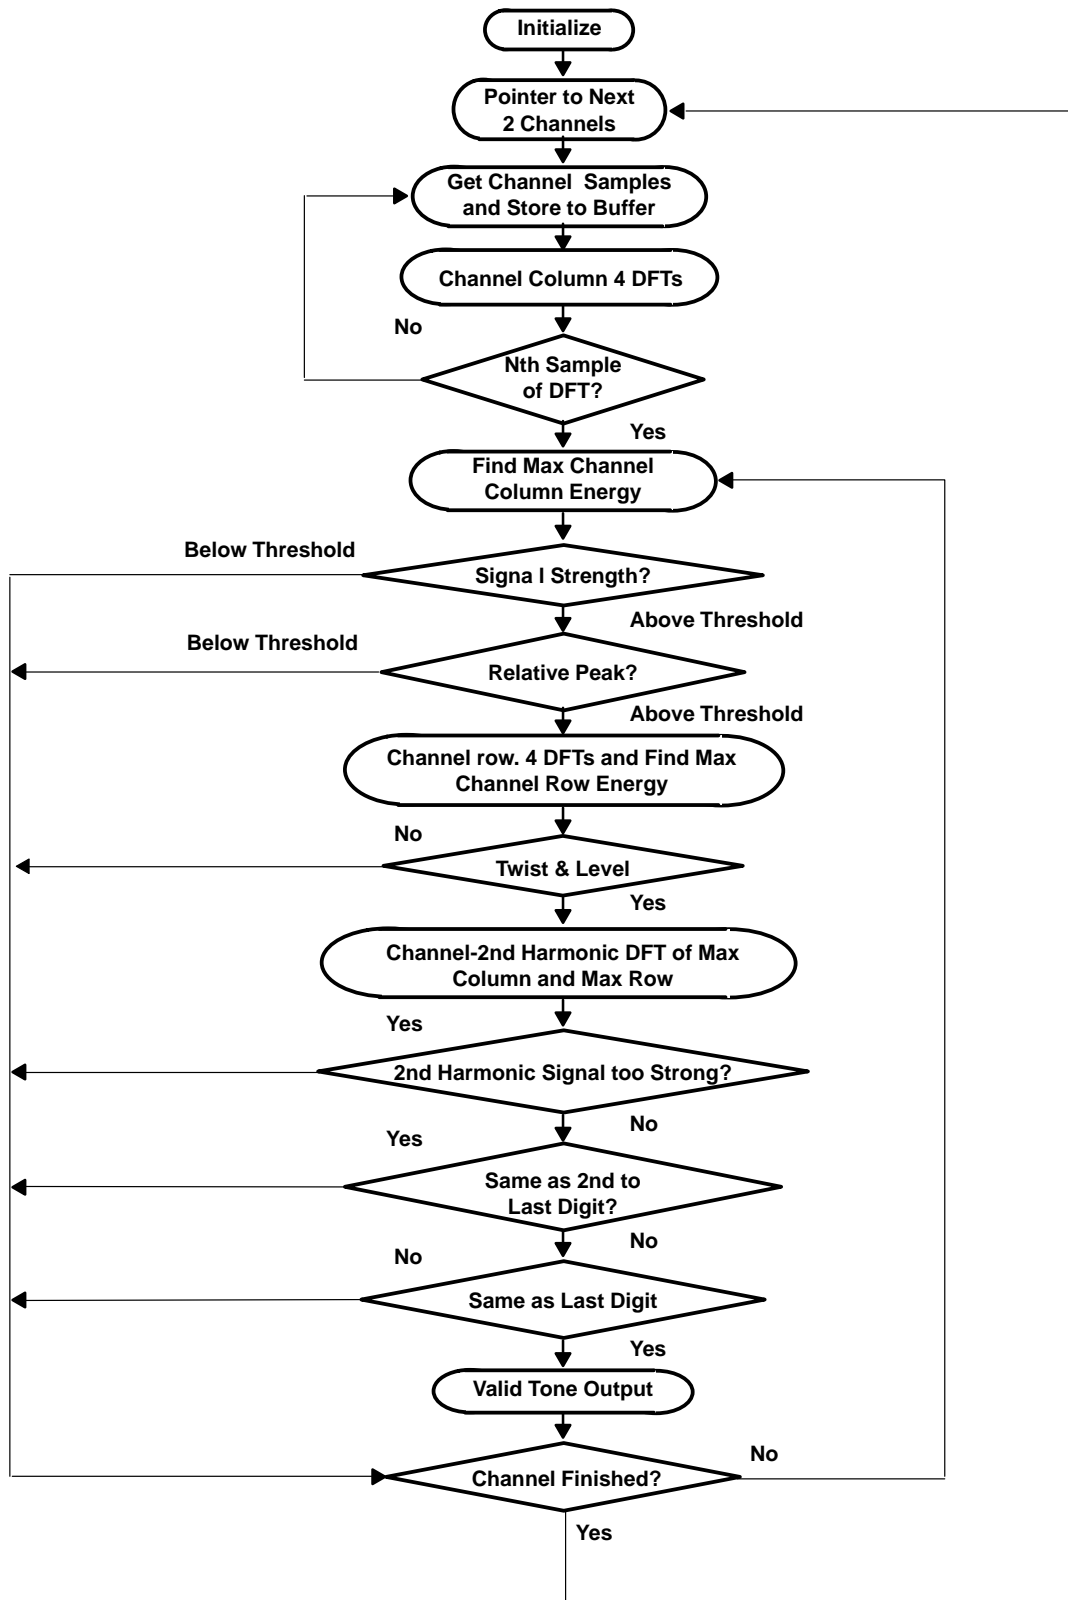 Initialize
Pointer to Next
2 Channels
Get Channel Samples
and Store to Buffer
Channel Column 4 DFTs
No
Nth Sample
of DFT?
Yes
Find Max Channel
Column Energy
Below Threshold
Signa l Strength?
Above Threshold
Below Threshold
Relative Peak?
Above Threshold
Channel row. 4 DFTs and Find Max
Channel Row Energy
No
Twist & Level
Yes
Channel-2nd Harmonic DFT of Max
Column and Max Row
Yes
2nd Harmonic Signal too Strong?
No
Yes
Same as 2nd to
Last Digit?
No
No
Same as Last Digit
Yes
Valid Tone Output
No
Channel Finished?
Yes